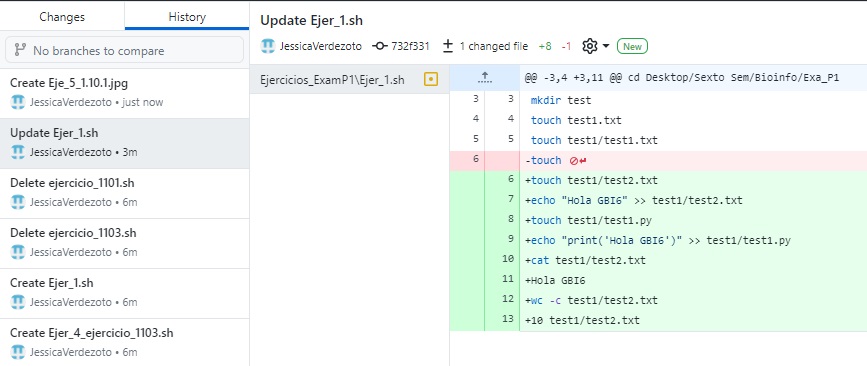 Changes
History
No branches to compare
Create Eje_5_1.10.1.jpg
JessicaVerdezoto • just now
Update Ejer_1.sh
JessicaVerdezoto • 3m
Delete ejercicio_1101.sh
JessicaVerdezoto • 6m
Delete ejercicio_1103.sh
JessicaVerdezoto • 6m
Create Ejer_1.sh
JessicaVerdezoto • 6m
Create Ejer_4_ejercicio_1103.sh
JessicaVerdezoto • 6m
Update Ejer_1.sh
JessicaVerdezoto 732f331 ± 1 changed file +8 -1 New
Ejercicios_ExamP1\Ejer_1.sh
@@ -3,4 +3,11 @@ cd Desktop/Sexto Sem/Bioinfo/Exa_P1
3 3 mkdir test
4 4 touch test1.txt
5 5 touch test1/test1.txt
6 -touch
6 +touch test1/test2.txt
7 +echo "Hola GBI6" >> test1/test2.txt
8 +touch test1/test1.py
9 +echo "print('Hola GBI6')" >> test1/test1.py
10 +cat test1/test2.txt
11 +Hola GBI6
12 +wc -c test1/test2.txt
13 +10 test1/test2.txt